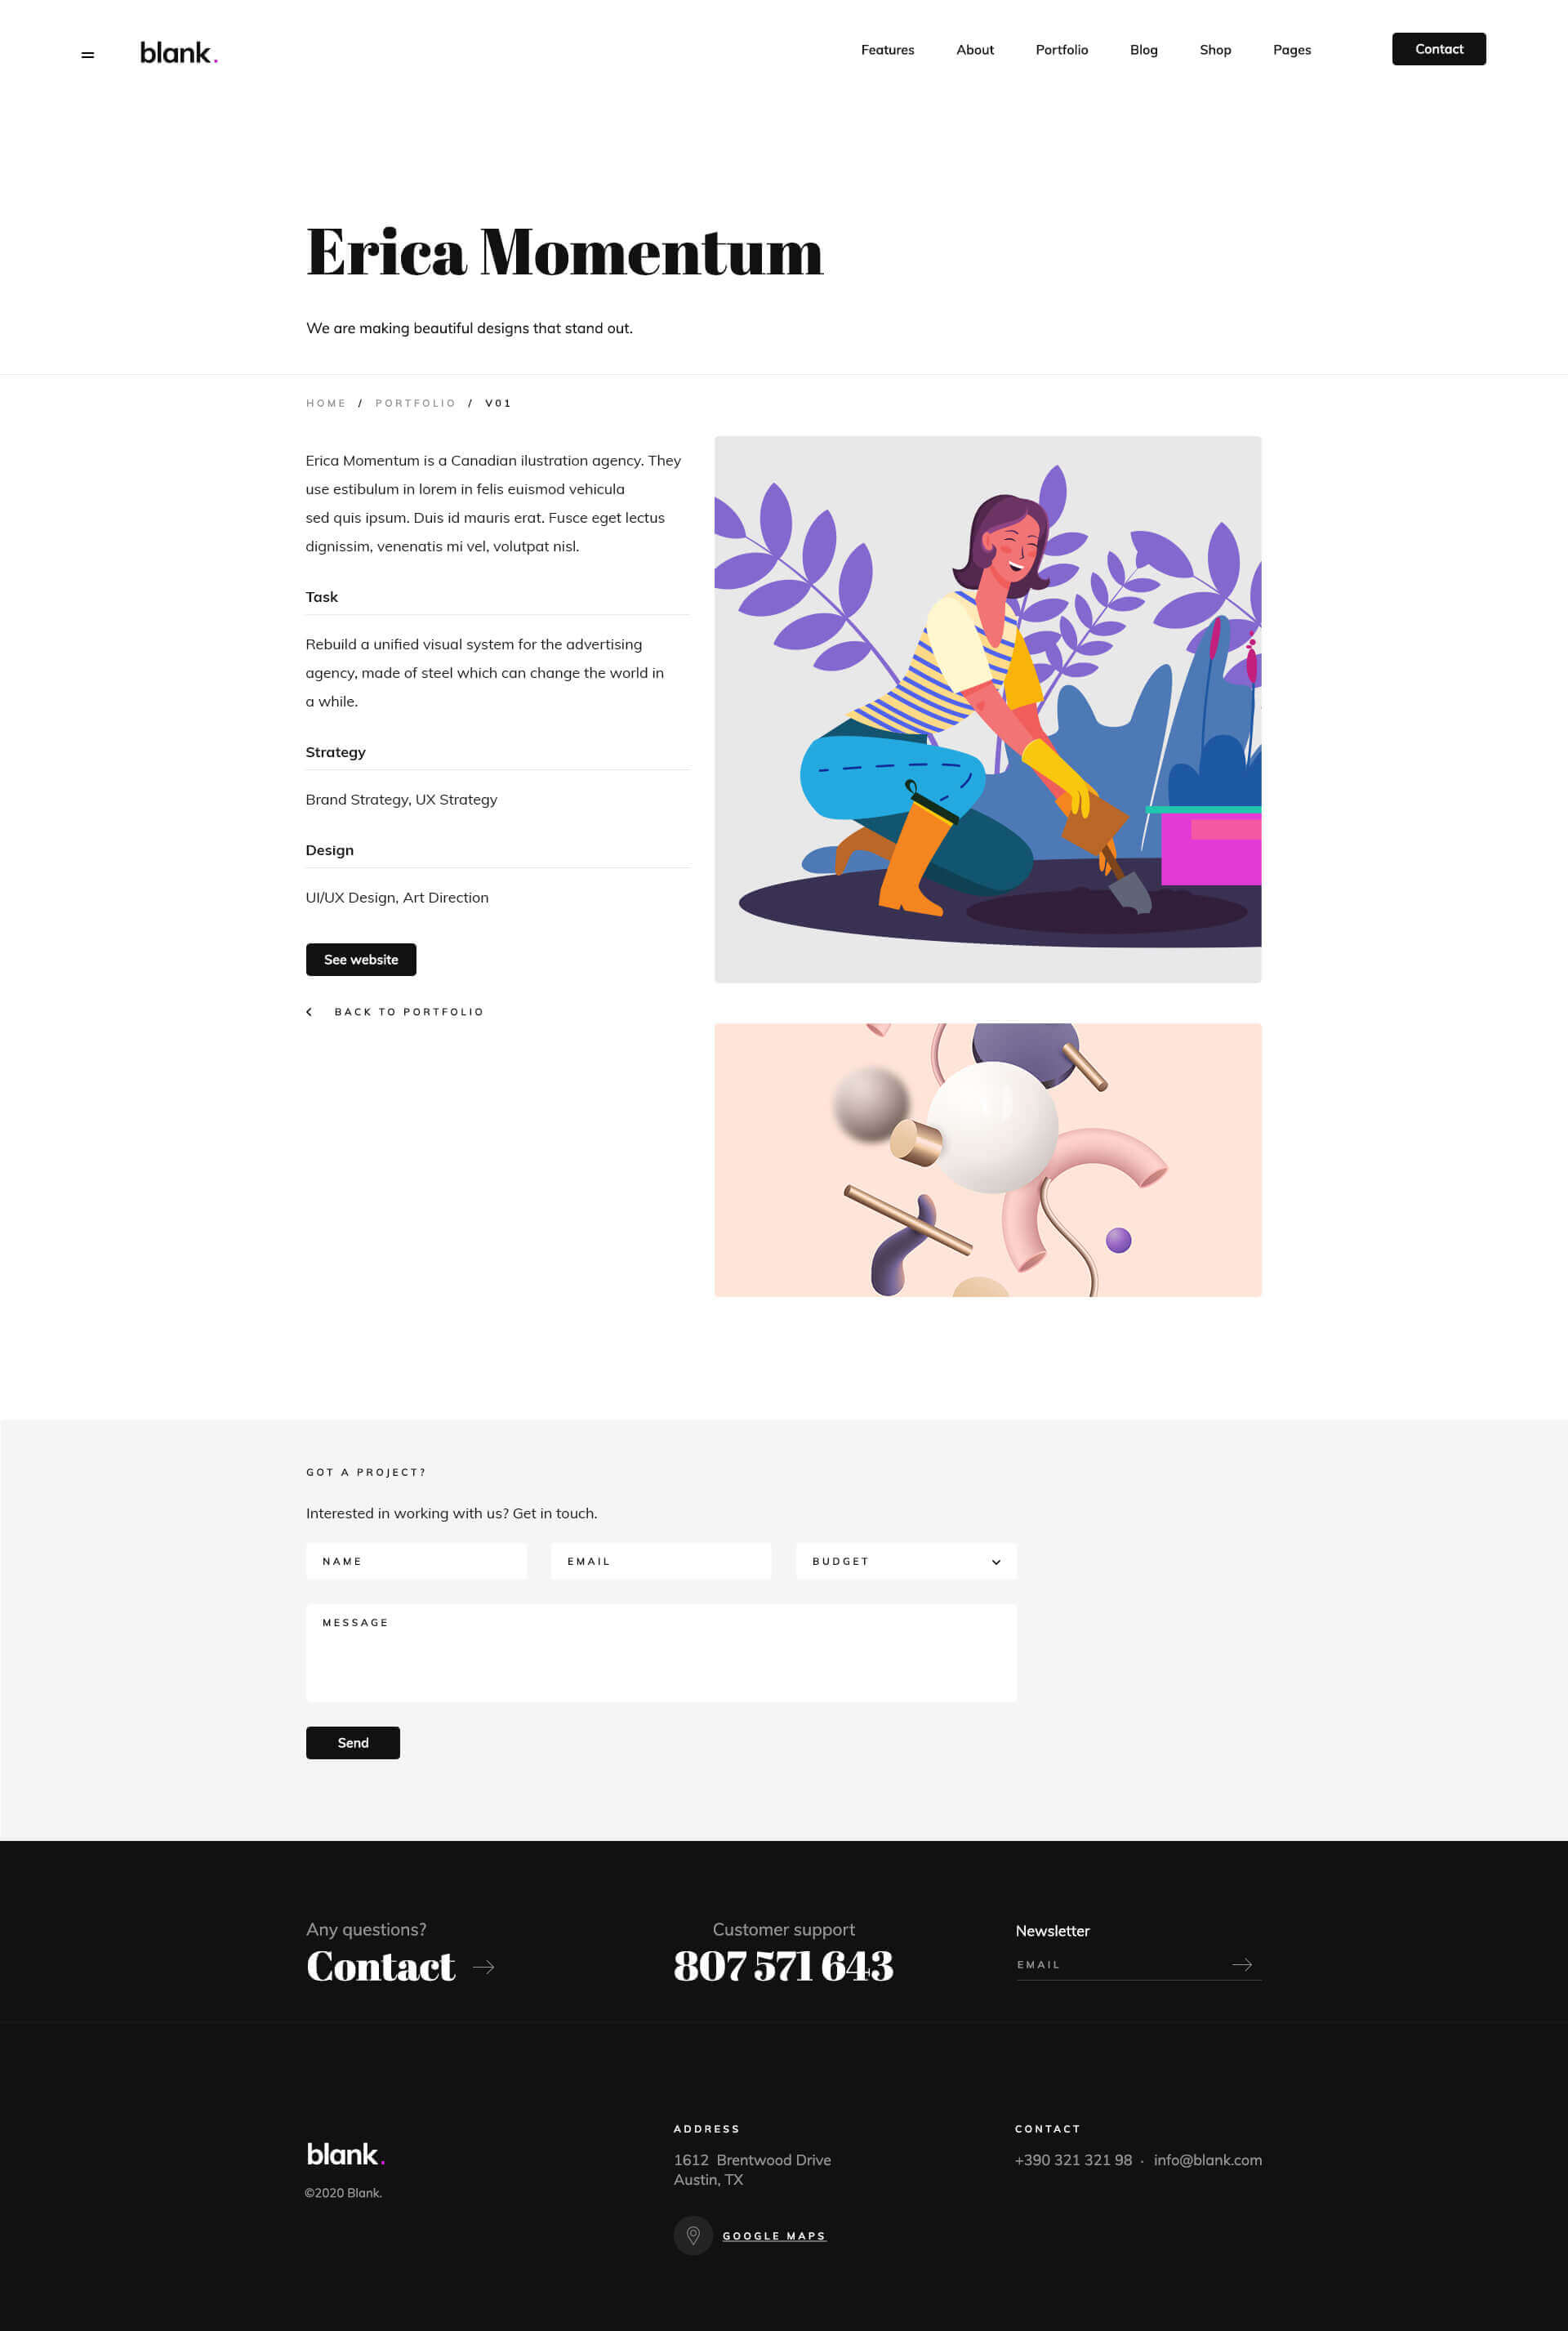 blank.
Features About Portfolio Blog Shop Pages Contact
Erica Momentum
We are making beautiful designs that stand out.
HOME / PORTFOLIO / V01
Erica Momentum is a Canadian ilustration agency. They
use estibulum in lorem in felis euismod vehicula
sed quis ipsum. Duis id mauris erat. Fusce eget lectus
dignissim, venenatis mi vel, volutpat nisl.
Task
Rebuild a unified visual system for the advertising
agency, made of steel which can change the world in
a while.
Strategy
Brand Strategy, UX Strategy
Design
UI/UX Design, Art Direction
See website
BACK TO PORTFOLIO
GOT A PROJECT?
Interested in working with us? Get in touch.
NAME EMAIL BUDGET
MESSAGE
Send
Any questions?
Contact
Customer support
807 571 643
Newsletter
EMAIL
blank.
©2020 Blank.
ADDRESS
1612 Brentwood Drive
Austin, TX
GOOGLE MAPS
CONTACT
+390 321 321 98 · info@blank.com